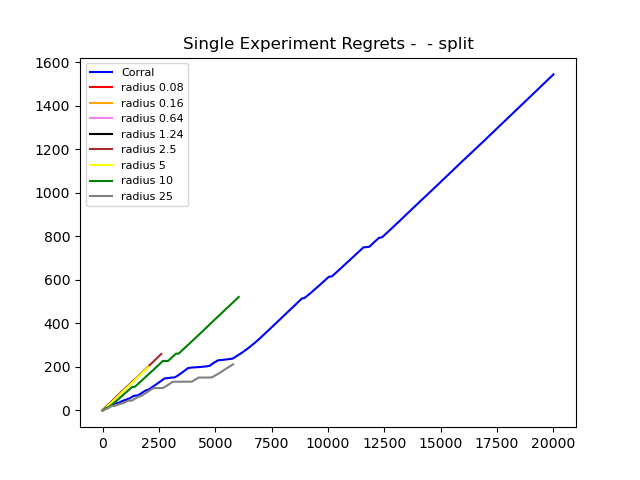 Single Experiment Regrets -  - split
1600
1400
1200
1000
800
600
400
200
0
Corral
radius 0.08
radius 0.16
radius 0.64
radius 1.24
radius 2.5
radius 5
radius 10
radius 25
0 2500 5000 7500 10000 12500 15000 17500 20000